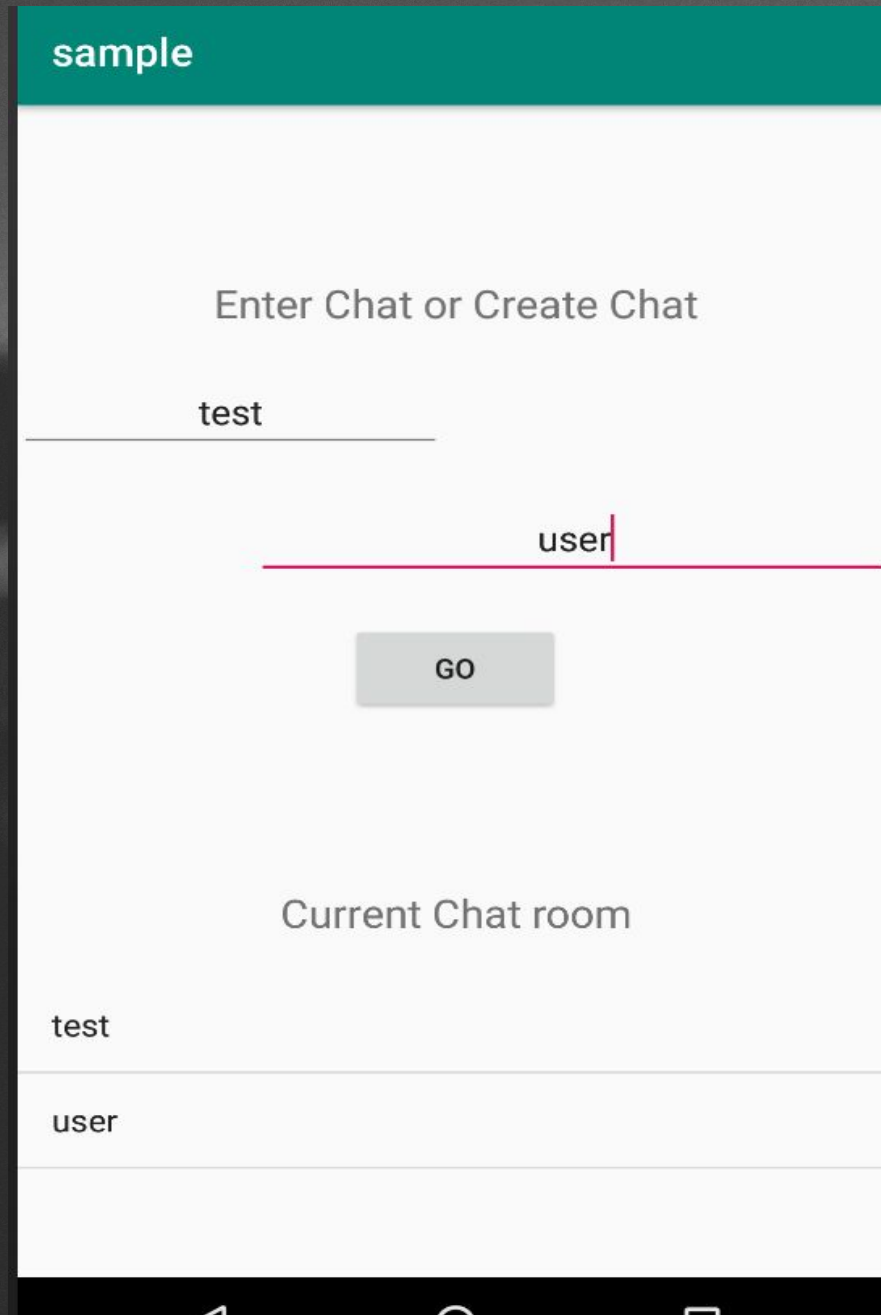 sample
Enter Chat or Create Chat
test
user
GO
Current Chat room
test
user